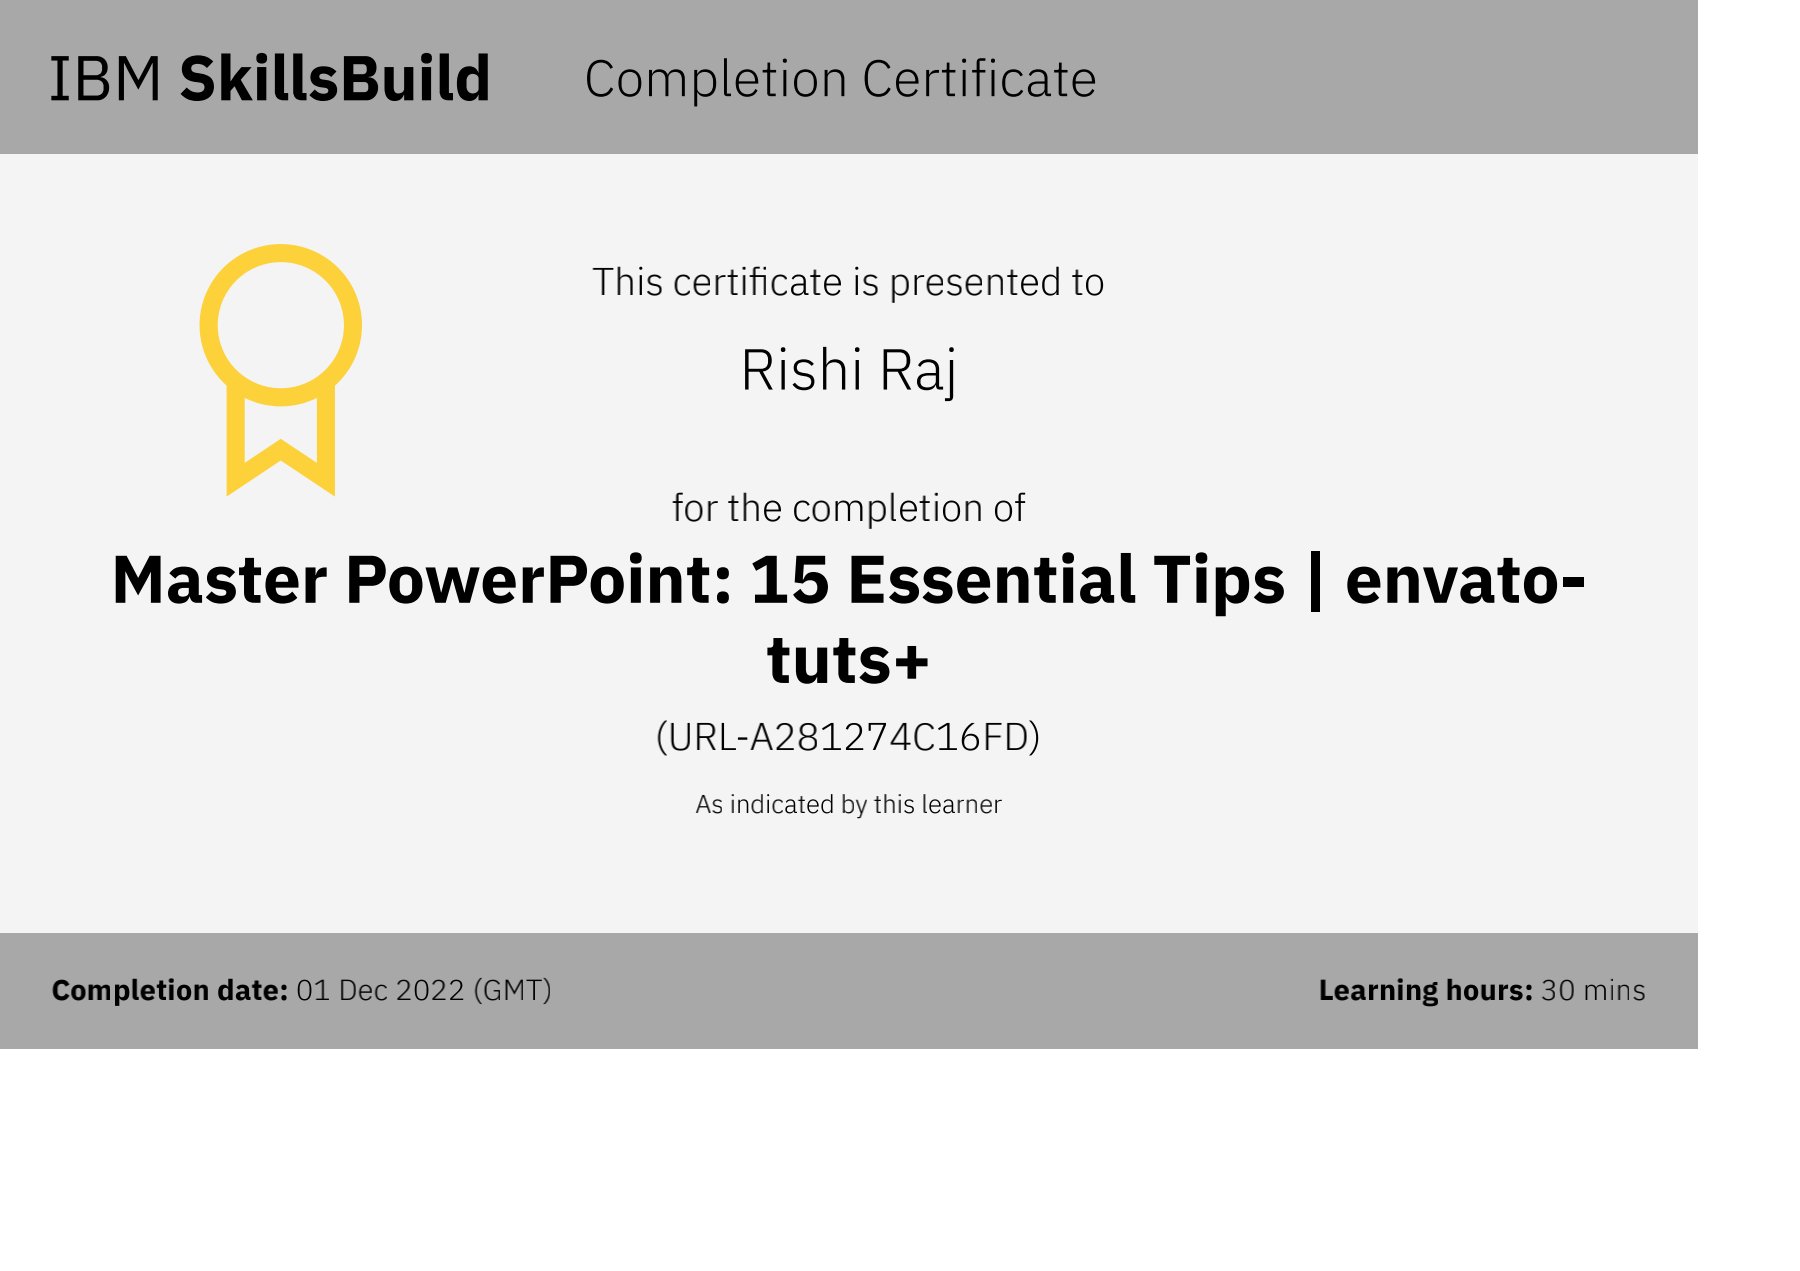 IBM SkillsBuild Completion Certificate
This certificate is presented to
Rishi Raj
for the completion of
Master PowerPoint: 15 Essential Tips | envato-
tuts+
(URL-A281274C16FD)
As indicated by this learner
Completion date: 01 Dec 2022 (GMT) Learning hours: 30 mins